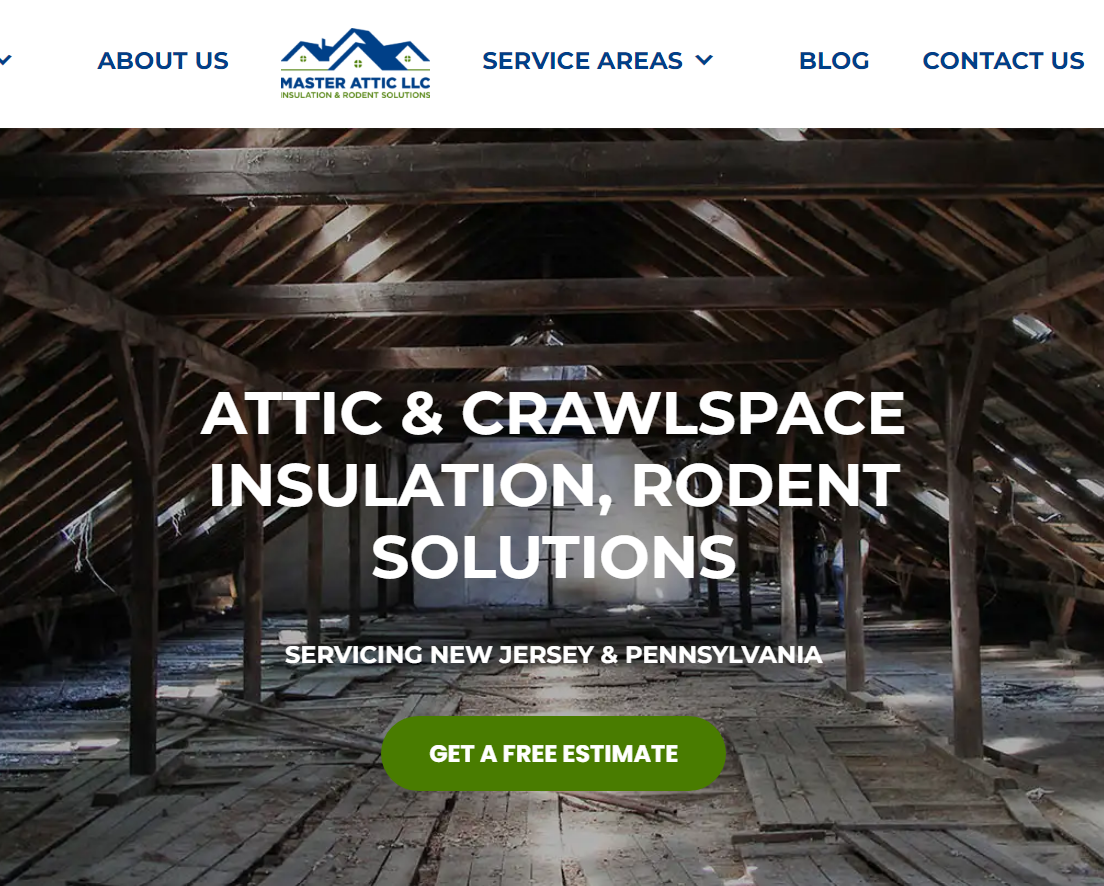 ABOUT US
MASTER ATTIC LLC
INSULATION & RODENT SOLUTIONS
SERVICE AREAS
BLOG
CONTACT US
ATTIC & CRAWLSPACE
INSULATION, RODENT
SOLUTIONS
SERVICING NEW JERSEY & PENNSYLVANIA
GET A FREE ESTIMATE